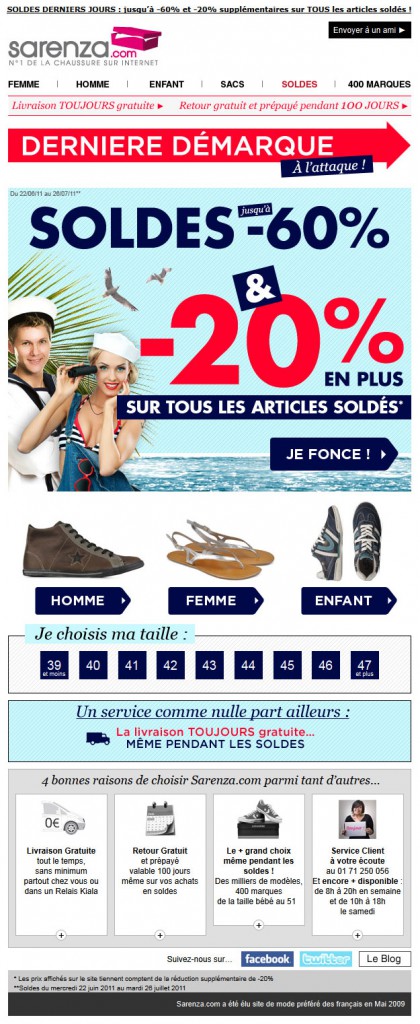 SOLDES DERNIERS JOURS : jusqu'à -60% et -20% supplémentaires sur TOUS les articles soldés !
Envoyer à un ami ►
sarenza.com
N°1 DE LA CHAUSSURE SUR INTERNET
FEMME HOMME ENFANT SACS SOLDES 400 MARQUES
Livraison TOUJOURS gratuite ► Retour gratuit et prépayé pendant 100 JOURS ►
DERNIERE DÉMARQUE
À l'attaque !
Du 22/06/11 au 26/07/11**
SOLDES jusqu'à -60%
&
-20%
EN PLUS
SUR TOUS LES ARTICLES SOLDÉS*
JE FONCE !
HOMME FEMME ENFANT
Je choisis ma taille :
39 et moins 40 41 42 43 44 45 46 47 et plus
Un service comme nulle part ailleurs :
La livraison TOUJOURS gratuite...
MÊME PENDANT LES SOLDES
4 bonnes raisons de choisir Sarenza.com parmi tant d'autres...
0€
Livraison Gratuite
tout le temps,
sans minimum
partout chez vous ou
dans un Relais Kiala
Retour Gratuit
et prépayé
valable 100 jours
même sur vos achats
en soldes
Le + grand choix
même pendant les
soldes !
Des milliers de modèles,
400 marques
de la taille bébé au 51
Service Client
à votre écoute
au 01 71 250 056
Et encore + disponible :
de 8h à 20h en semaine
et de 10h à 18h
le samedi
Suivez-nous sur... facebook twitter Le Blog
* Les prix affichés sur le site tiennent comptent de la réduction supplémentaire de -20%
**Soldes du mercredi 22 juin 2011 au mardi 26 juillet 2011
Sarenza.com a été élu site de mode préféré des français en Mai 2009